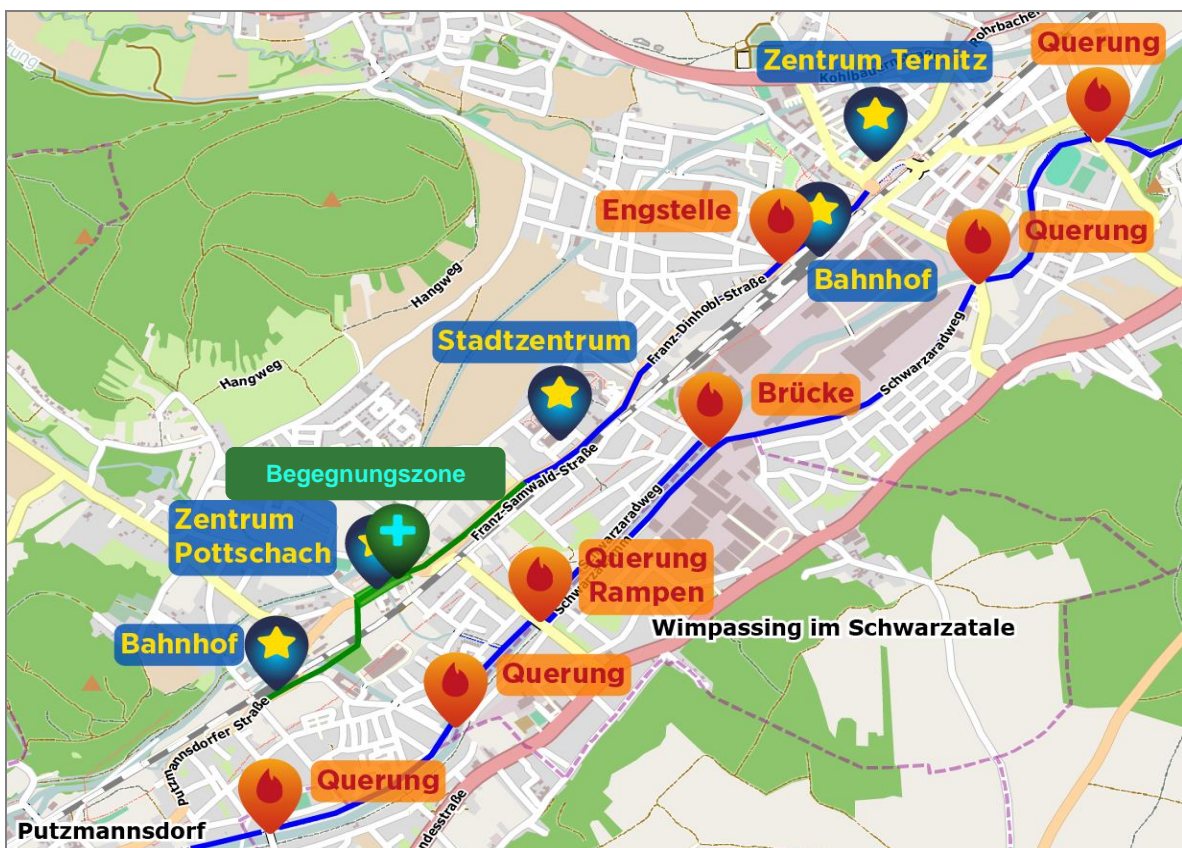 Rohrbacher
Querung
Zentrum Ternitz
Engstelle
Querung
Bahnhof
Hangweg
Franz-Dinhobl-Straße
Stadtzentrum
Schwarzaradweg
Hangweg
Brücke
Begegnungszone
Franz-Samwald-Straße
Zentrum
Pottschach
Schwarzaradweg
Querung
Rampen
Wimpassing im Schwarzatale
Bahnhof
Querung
Putzmannsdorfer Straße
Querung
Putzmannsdorf